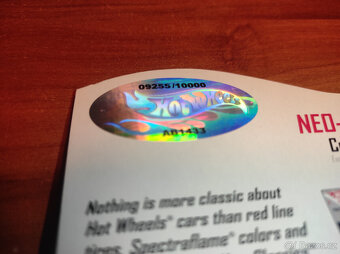 09255/10000
HOT WHEELS
AB1433
NEO-
Nothing is more classic about
Hot Wheels® cars than red line
tires, Spectraflame® colors and